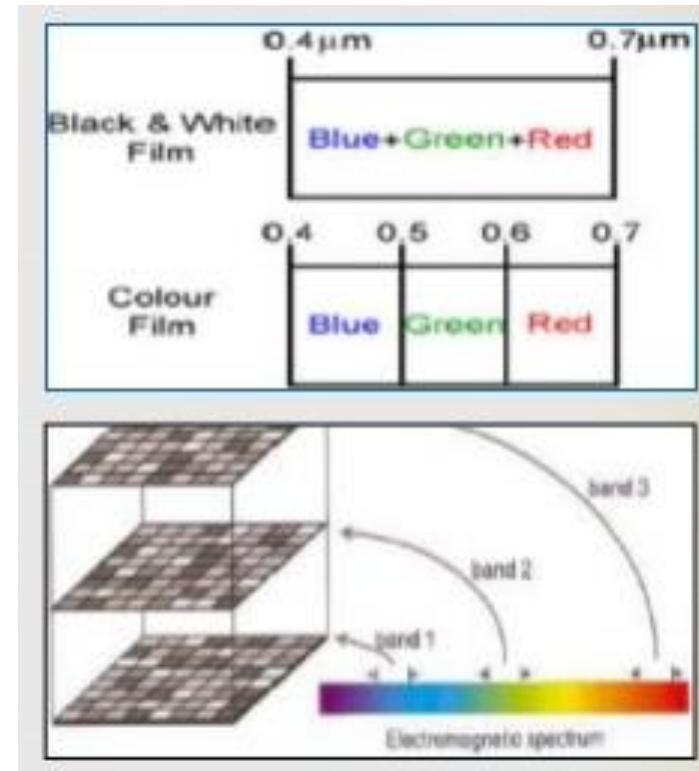 0.4μm 0.7μm
Black & White
Film
Blue+Green+Red
0.4 0.5 0.6 0.7
Colour
Film
Blue Green Red
band 3
band 2
band 1
Electromagnetic spectrum